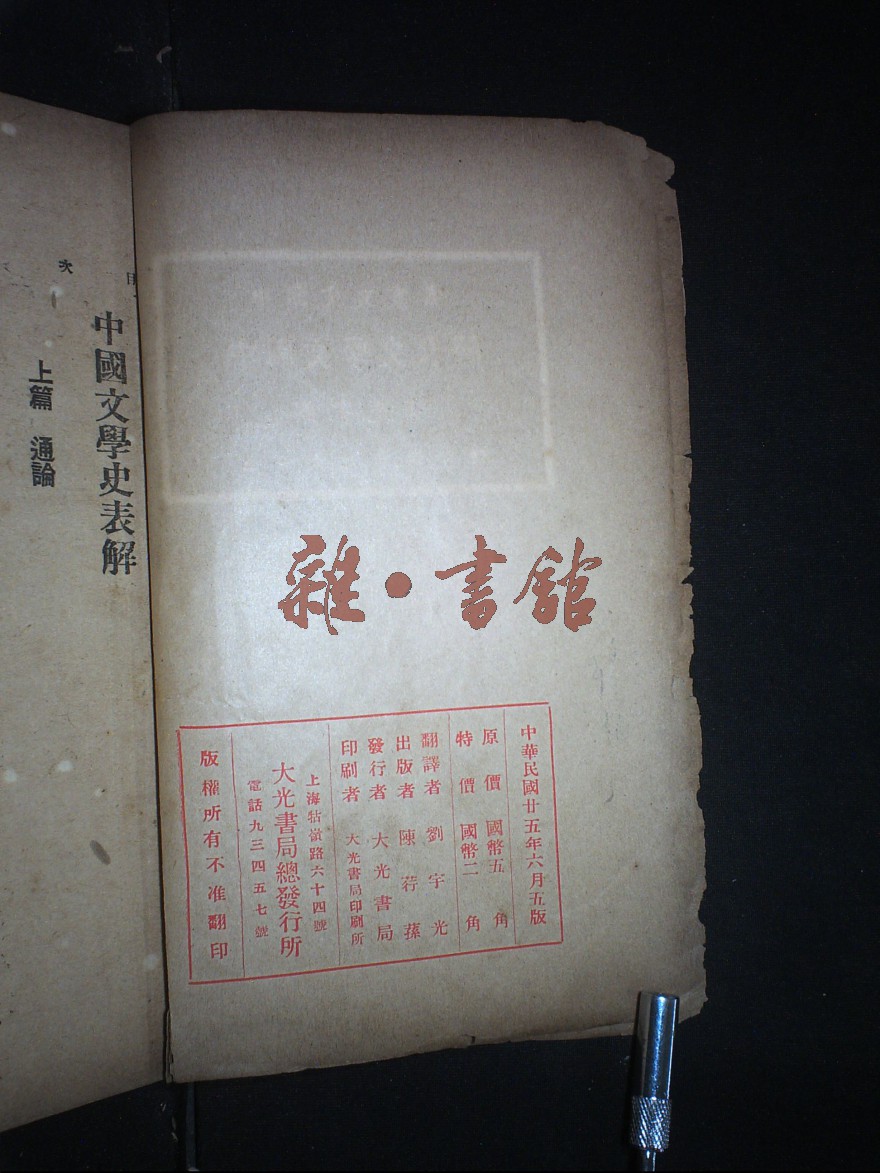 中華民國廿五年六月五版
原價國幣五角
特價國幣二角
翻譯者劉宇光
出版者陳荇蓀
發行者大光書局
印刷者大光書局印刷所
上海牯嶺路六十四號
大光書局總發行所
電話九三四五七號
版權所有不准翻印
雜·書館
目次
中國文學史表解
上篇 通論